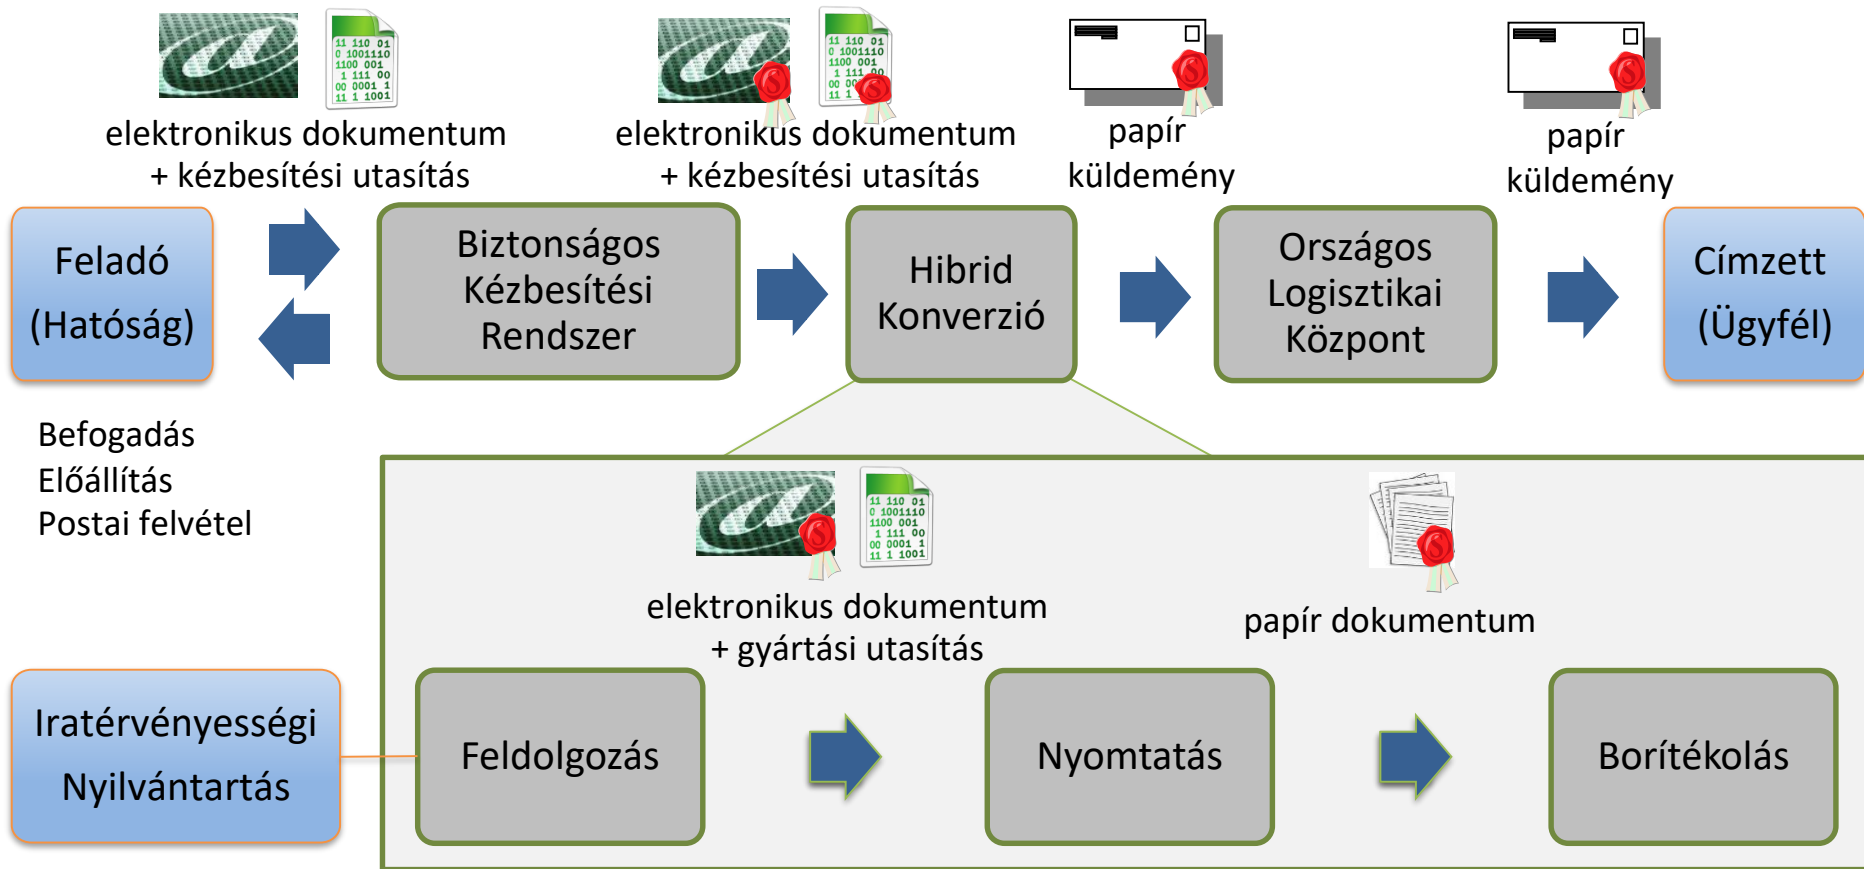 elektronikus dokumentum
+ kézbesítési utasítás
elektronikus dokumentum
+ kézbesítési utasítás
papír
küldemény
papír
küldemény
Feladó
(Hatóság)
Biztonságos
Kézbesítési
Rendszer
Hibrid
Konverzió
Országos
Logisztikai
Központ
Címzett
(Ügyfél)
Befogadás
Előállítás
Postai felvétel
elektronikus dokumentum
+ gyártási utasítás
papír dokumentum
Iratérvényességi
Nyilvántartás
Feldolgozás
Nyomtatás
Borítékolás